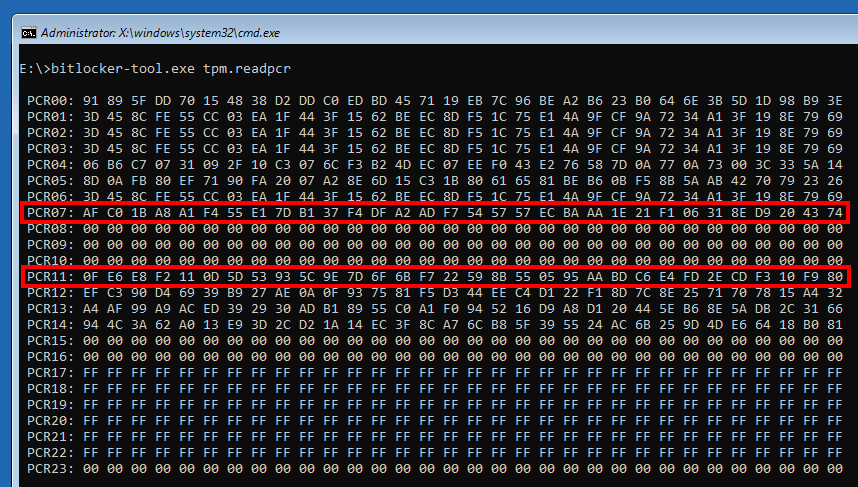 Administrator: X:\windows\system32\cmd.exe
E:\>bitlocker-tool.exe tpm.readpcr
PCR00: 91 89 5F DD 70 15 48 38 D2 DD C0 ED BD 45 71 19 EB 7C 96 BE A2 B6 23 B0 64 6E 3B 5D 1D 98 B9 3E
PCR01: 3D 45 8C FE 55 CC 03 EA 1F 44 3F 15 62 BE EC 8D F5 1C 75 E1 4A 9F CF 9A 72 34 A1 3F 19 8E 79 69
PCR02: 3D 45 8C FE 55 CC 03 EA 1F 44 3F 15 62 BE EC 8D F5 1C 75 E1 4A 9F CF 9A 72 34 A1 3F 19 8E 79 69
PCR03: 3D 45 8C FE 55 CC 03 EA 1F 44 3F 15 62 BE EC 8D F5 1C 75 E1 4A 9F CF 9A 72 34 A1 3F 19 8E 79 69
PCR04: 06 B6 C7 07 31 09 2F 10 C3 07 6C F3 B2 4D EC 07 EE F0 43 E2 76 58 7D 0A 77 0A 73 00 3C 33 5A 14
PCR05: 8D 0A FB 80 EF 71 90 FA 20 07 A2 8E 6D 15 C3 1B 80 61 65 81 BE B6 0B F5 8B 5A AB 42 70 79 23 26
PCR06: 3D 45 8C FE 55 CC 03 EA 1F 44 3F 15 62 BE EC 8D F5 1C 75 E1 4A 9F CF 9A 72 34 A1 3F 19 8E 79 69
PCR07: AF C0 1B A8 A1 F4 55 E1 7D B1 37 F4 DF A2 AD F7 54 57 57 EC BA AA 1E 21 F1 06 31 8E D9 20 43 74
PCR08: 00 00 00 00 00 00 00 00 00 00 00 00 00 00 00 00 00 00 00 00 00 00 00 00 00 00 00 00 00 00 00 00
PCR09: 00 00 00 00 00 00 00 00 00 00 00 00 00 00 00 00 00 00 00 00 00 00 00 00 00 00 00 00 00 00 00 00
PCR10: 00 00 00 00 00 00 00 00 00 00 00 00 00 00 00 00 00 00 00 00 00 00 00 00 00 00 00 00 00 00 00 00
PCR11: 0F E6 E8 F2 11 0D 5D 53 93 5C 9E 7D 6F 6B F7 22 59 8B 55 05 95 AA BD C6 E4 FD 2E CD F3 10 F9 80
PCR12: EF C3 90 D4 69 39 B9 27 AE 0A 0F 93 75 81 F5 D3 44 EE C4 D1 22 F1 8D 7C 8E 25 71 70 78 15 A4 32
PCR13: A4 AF 99 A9 AC ED 39 29 30 AD B1 89 55 C0 A1 F0 94 52 16 D9 A8 D1 20 44 5E B6 8E 5A DB 2C 31 66
PCR14: 94 4C 3A 62 A0 13 E9 3D 2C D2 1A 14 EC 3F 8C A7 6C B8 5F 39 55 24 AC 6B 25 9D 4D E6 64 18 B0 81
PCR15: 00 00 00 00 00 00 00 00 00 00 00 00 00 00 00 00 00 00 00 00 00 00 00 00 00 00 00 00 00 00 00 00
PCR16: 00 00 00 00 00 00 00 00 00 00 00 00 00 00 00 00 00 00 00 00 00 00 00 00 00 00 00 00 00 00 00 00
PCR17: FF FF FF FF FF FF FF FF FF FF FF FF FF FF FF FF FF FF FF FF FF FF FF FF FF FF FF FF FF FF FF FF
PCR18: FF FF FF FF FF FF FF FF FF FF FF FF FF FF FF FF FF FF FF FF FF FF FF FF FF FF FF FF FF FF FF FF
PCR19: FF FF FF FF FF FF FF FF FF FF FF FF FF FF FF FF FF FF FF FF FF FF FF FF FF FF FF FF FF FF FF FF
PCR20: FF FF FF FF FF FF FF FF FF FF FF FF FF FF FF FF FF FF FF FF FF FF FF FF FF FF FF FF FF FF FF FF
PCR21: FF FF FF FF FF FF FF FF FF FF FF FF FF FF FF FF FF FF FF FF FF FF FF FF FF FF FF FF FF FF FF FF
PCR22: FF FF FF FF FF FF FF FF FF FF FF FF FF FF FF FF FF FF FF FF FF FF FF FF FF FF FF FF FF FF FF FF
PCR23: 00 00 00 00 00 00 00 00 00 00 00 00 00 00 00 00 00 00 00 00 00 00 00 00 00 00 00 00 00 00 00 00